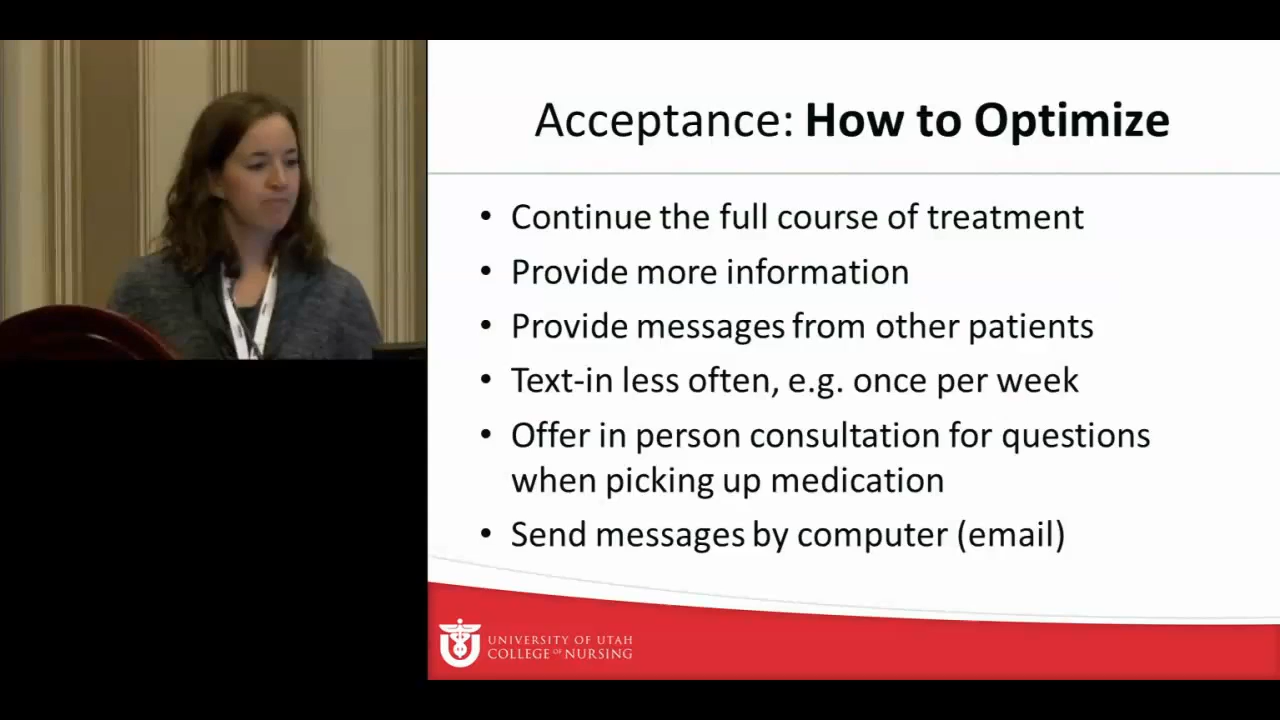 Acceptance: How to Optimize
• Continue the full course of treatment
• Provide more information
• Provide messages from other patients
• Text-in less often, e.g. once per week
• Offer in person consultation for questions
when picking up medication
• Send messages by computer (email)
UNIVERSITY OF UTAH
COLLEGE OF NURSING